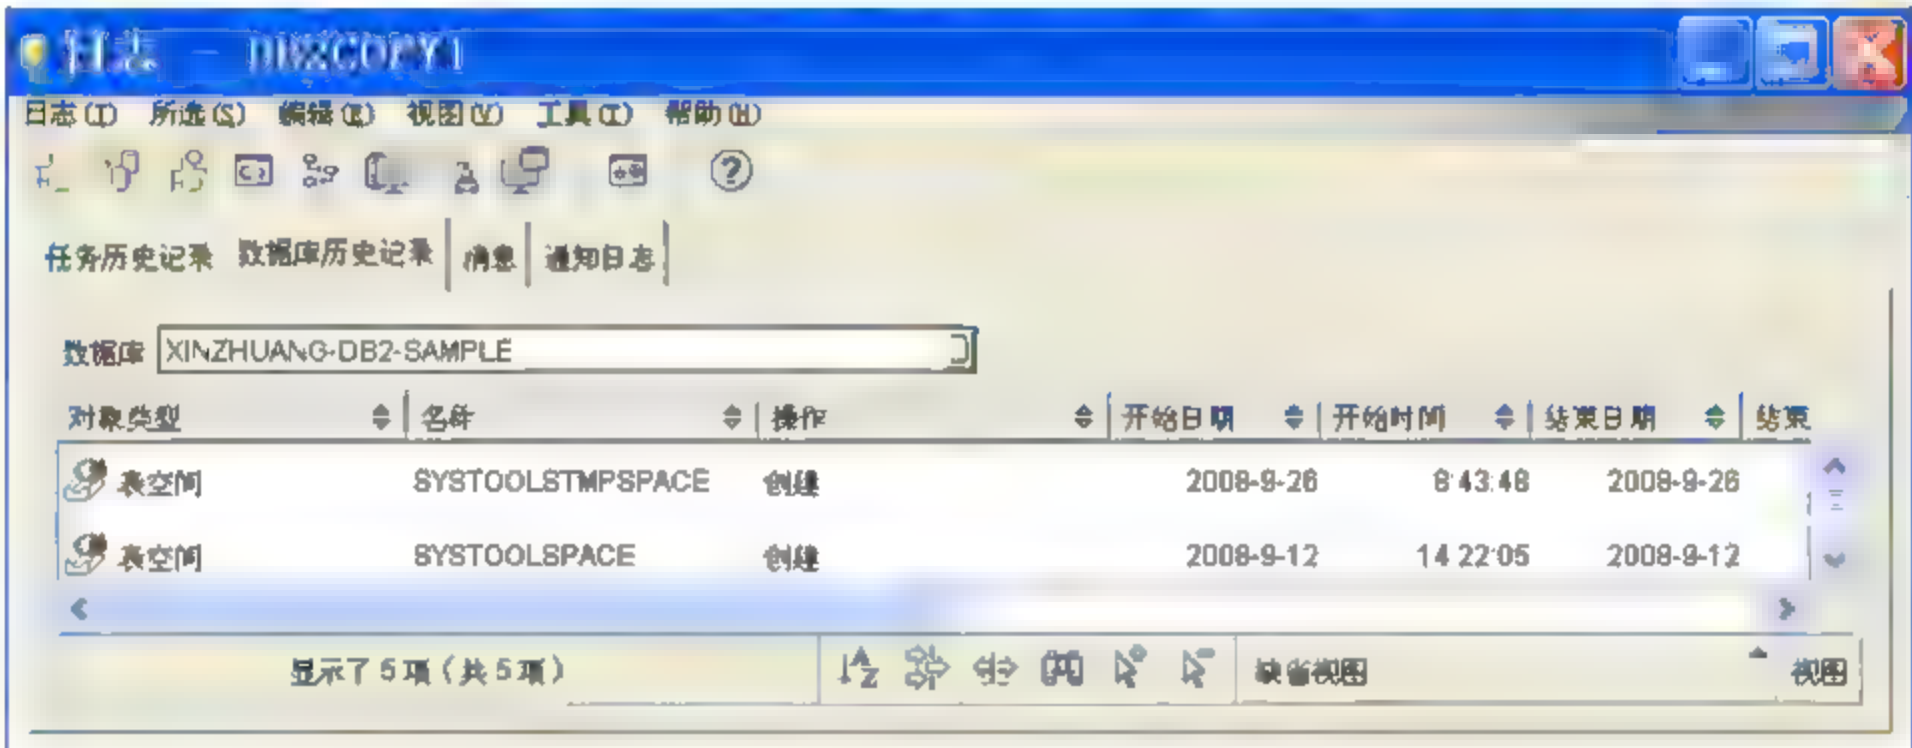 日志 - DB2COPY1
日志(I) 所选(S) 编辑(E) 视图(V) 工具(T) 帮助(H)
任务历史记录 数据库历史记录 消息 通知日志
数据库 XINZHUANG-DB2-SAMPLE
对象类型 名称 操作 开始日期 开始时间 结束日期 结束
表空间 SYSTOOLSTMPSPACE 创建 2008-9-26 8:43:48 2008-9-26
表空间 SYSTOOLSPACE 创建 2008-9-12 14:22:05 2008-9-12
显示了 5 项（共 5 项） 缺省视图 视图